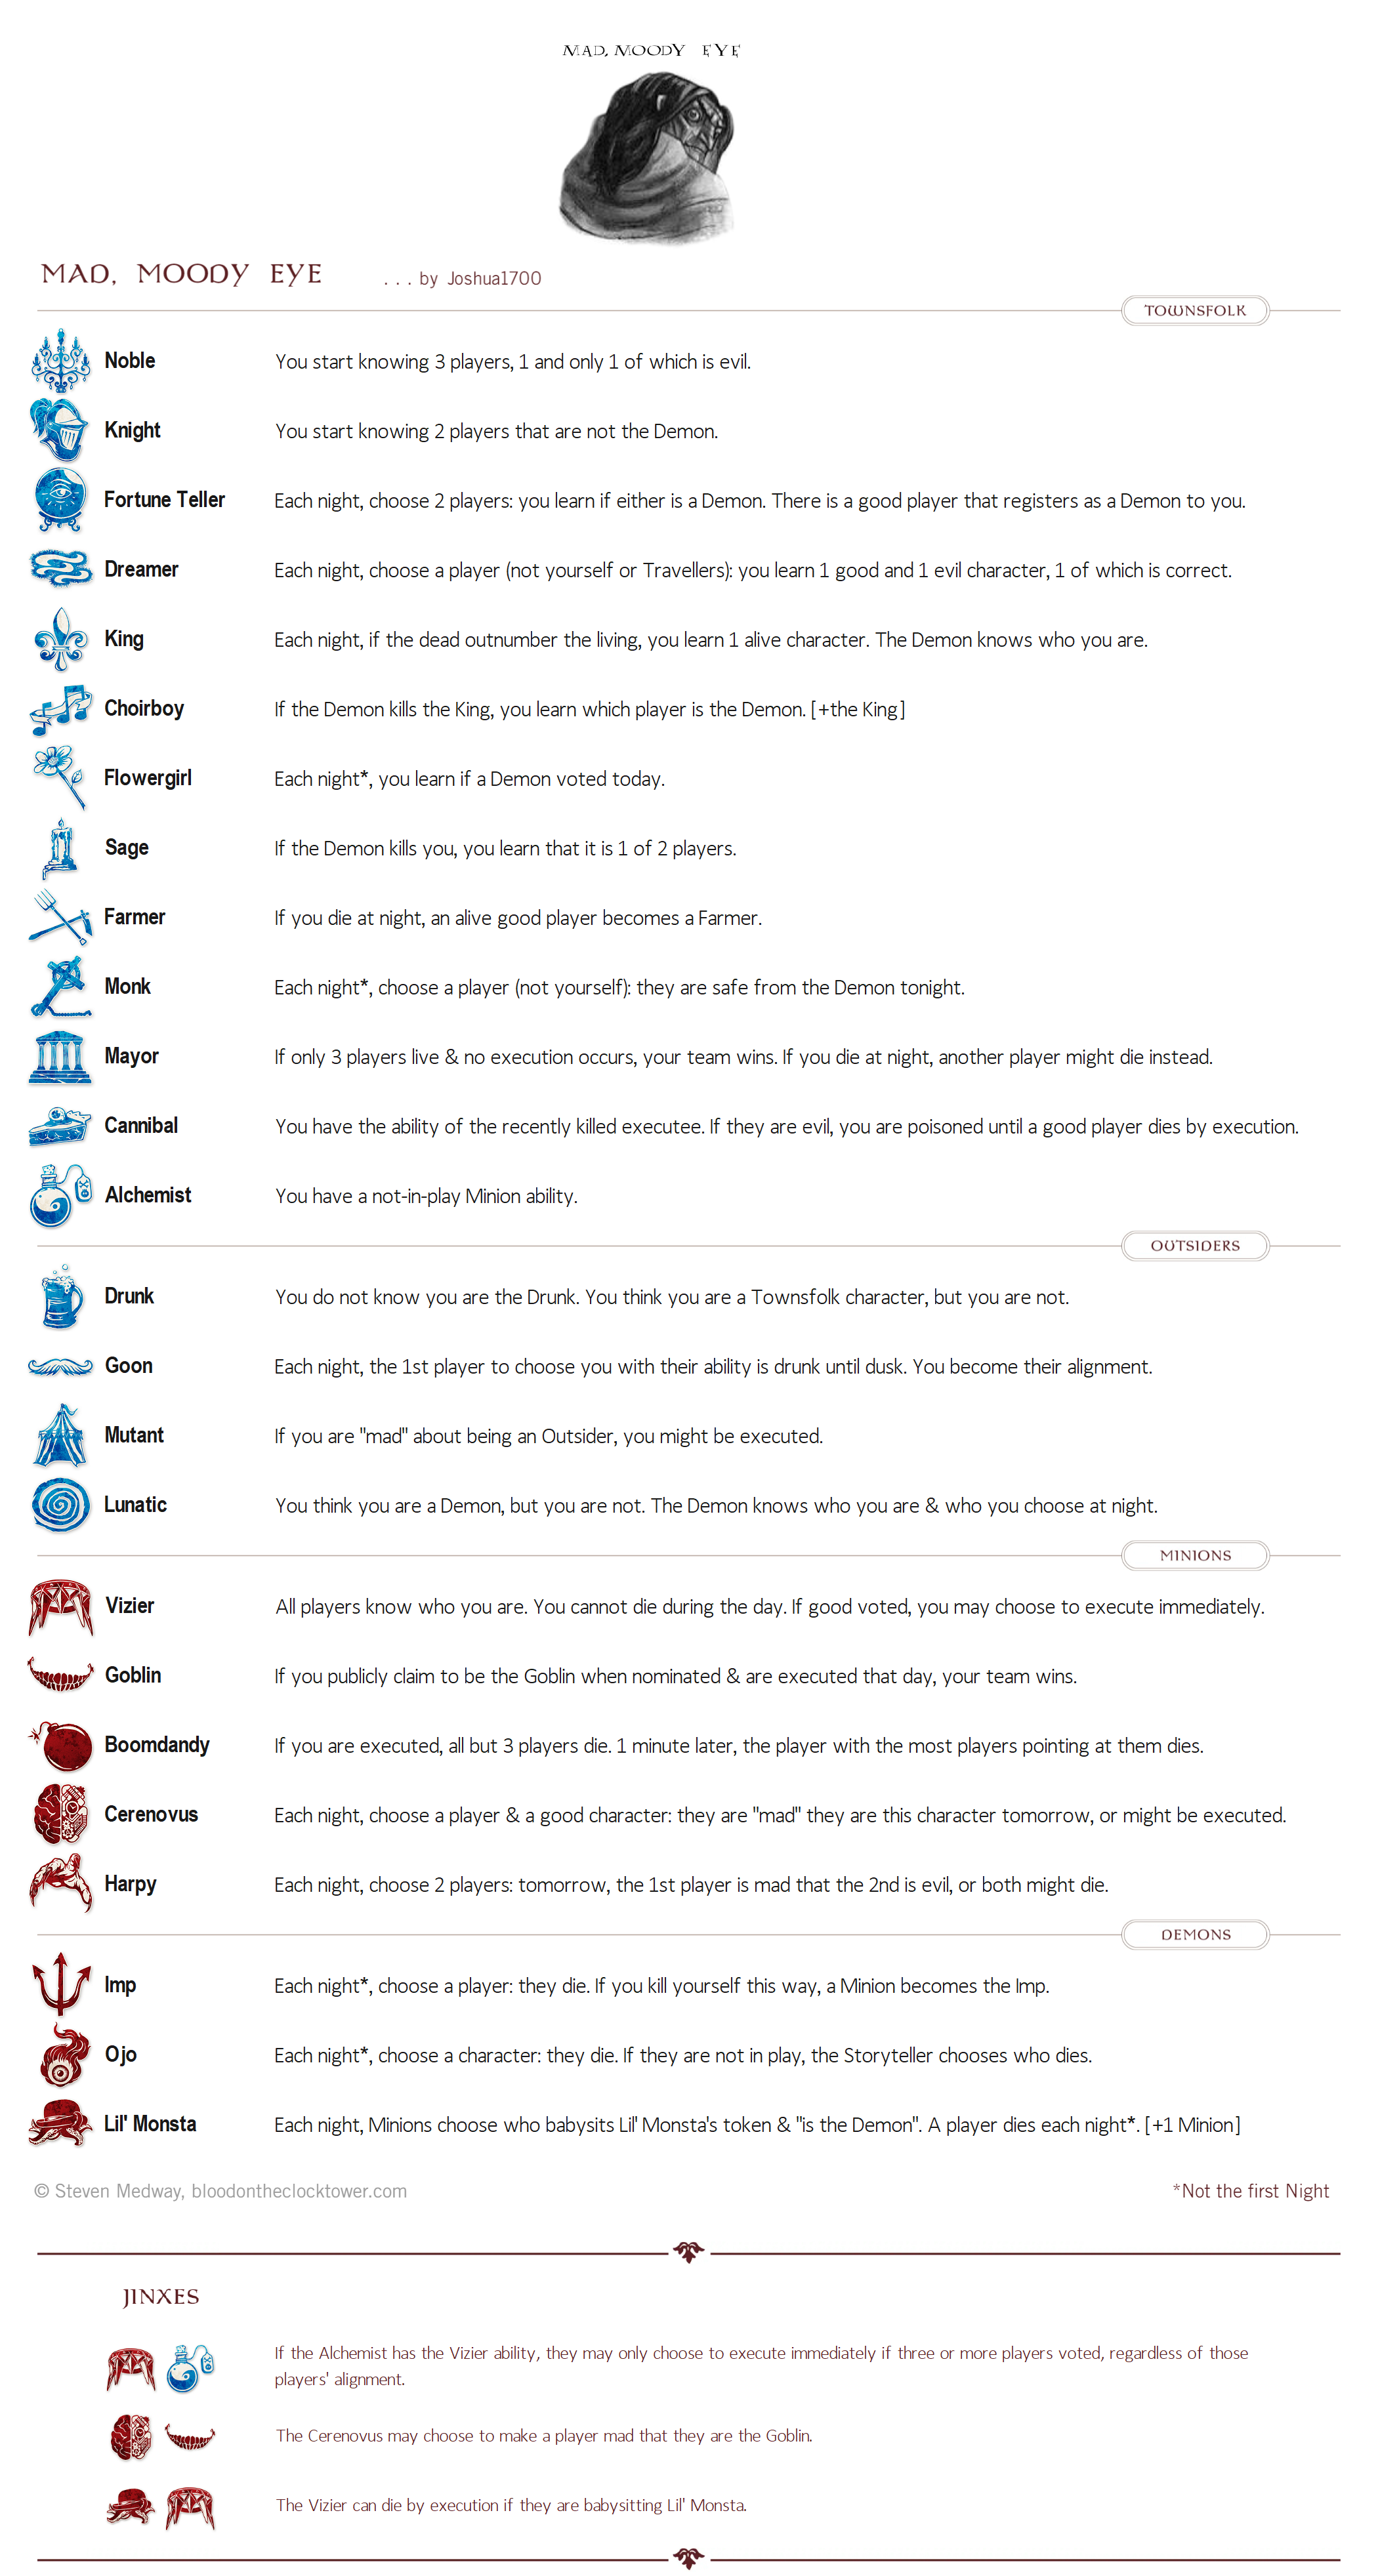 MAD, MOODY EYE
MAD, MOODY EYE ... by Joshua1700
TOWNSFOLK
Noble You start knowing 3 players, 1 and only 1 of which is evil.
Knight You start knowing 2 players that are not the Demon.
Fortune Teller Each night, choose 2 players: you learn if either is a Demon. There is a good player that registers as a Demon to you.
Dreamer Each night, choose a player (not yourself or Travellers): you learn 1 good and 1 evil character, 1 of which is correct.
King Each night, if the dead outnumber the living, you learn 1 alive character. The Demon knows who you are.
Choirboy If the Demon kills the King, you learn which player is the Demon. [+the King]
Flowergirl Each night*, you learn if a Demon voted today.
Sage If the Demon kills you, you learn that it is 1 of 2 players.
Farmer If you die at night, an alive good player becomes a Farmer.
Monk Each night*, choose a player (not yourself): they are safe from the Demon tonight.
Mayor If only 3 players live & no execution occurs, your team wins. If you die at night, another player might die instead.
Cannibal You have the ability of the recently killed executee. If they are evil, you are poisoned until a good player dies by execution.
Alchemist You have a not-in-play Minion ability.
OUTSIDERS
Drunk You do not know you are the Drunk. You think you are a Townsfolk character, but you are not.
Goon Each night, the 1st player to choose you with their ability is drunk until dusk. You become their alignment.
Mutant If you are "mad" about being an Outsider, you might be executed.
Lunatic You think you are a Demon, but you are not. The Demon knows who you are & who you choose at night.
MINIONS
Vizier All players know who you are. You cannot die during the day. If good voted, you may choose to execute immediately.
Goblin If you publicly claim to be the Goblin when nominated & are executed that day, your team wins.
Boomdandy If you are executed, all but 3 players die. 1 minute later, the player with the most players pointing at them dies.
Cerenovus Each night, choose a player & a good character: they are "mad" they are this character tomorrow, or might be executed.
Harpy Each night, choose 2 players: tomorrow, the 1st player is mad that the 2nd is evil, or both might die.
DEMONS
Imp Each night*, choose a player: they die. If you kill yourself this way, a Minion becomes the Imp.
Ojo Each night*, choose a character: they die. If they are not in play, the Storyteller chooses who dies.
Lil' Monsta Each night, Minions choose who babysits Lil' Monsta's token & "is the Demon". A player dies each night*. [+1 Minion]
© Steven Medway, bloodontheclocktower.com *Not the first Night
JINXES
If the Alchemist has the Vizier ability, they may only choose to execute immediately if three or more players voted, regardless of those
players' alignment.
The Cerenovus may choose to make a player mad that they are the Goblin.
The Vizier can die by execution if they are babysitting Lil' Monsta.